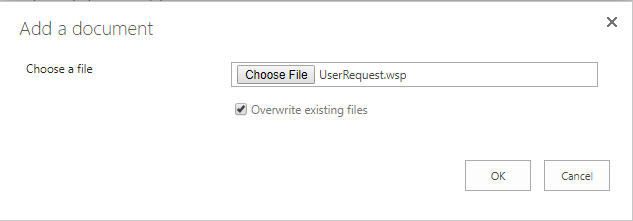 Add a document
Choose a file
Choose File UserRequest.wsp
Overwrite existing files
OK Cancel